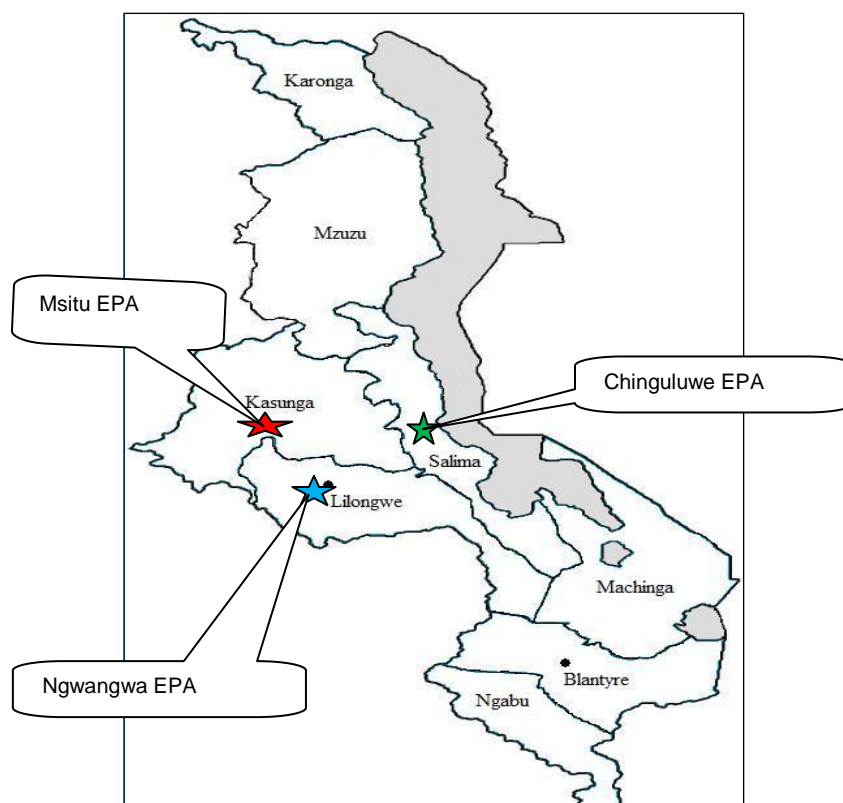 Karonga
Mzuzu
Msitu EPA
Kasunga
Chinguluwe EPA
Salima
Lilongwe
Machinga
Ngwangwa EPA
Blantyre
Ngabu